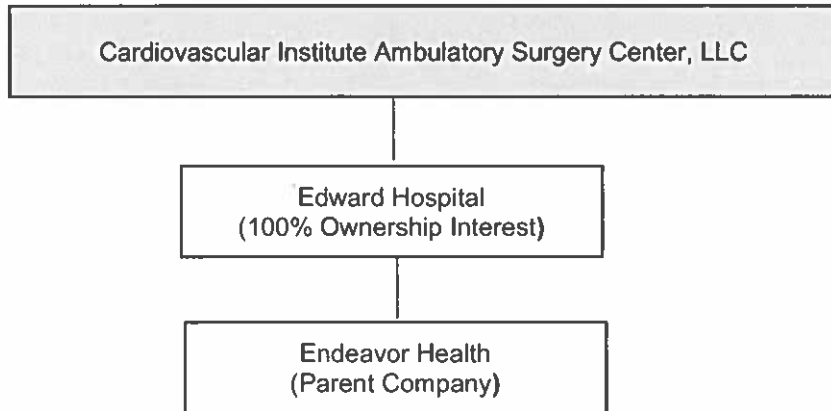 Cardiovascular Institute Ambulatory Surgery Center, LLC
Edward Hospital
(100% Ownership Interest)
Endeavor Health
(Parent Company)